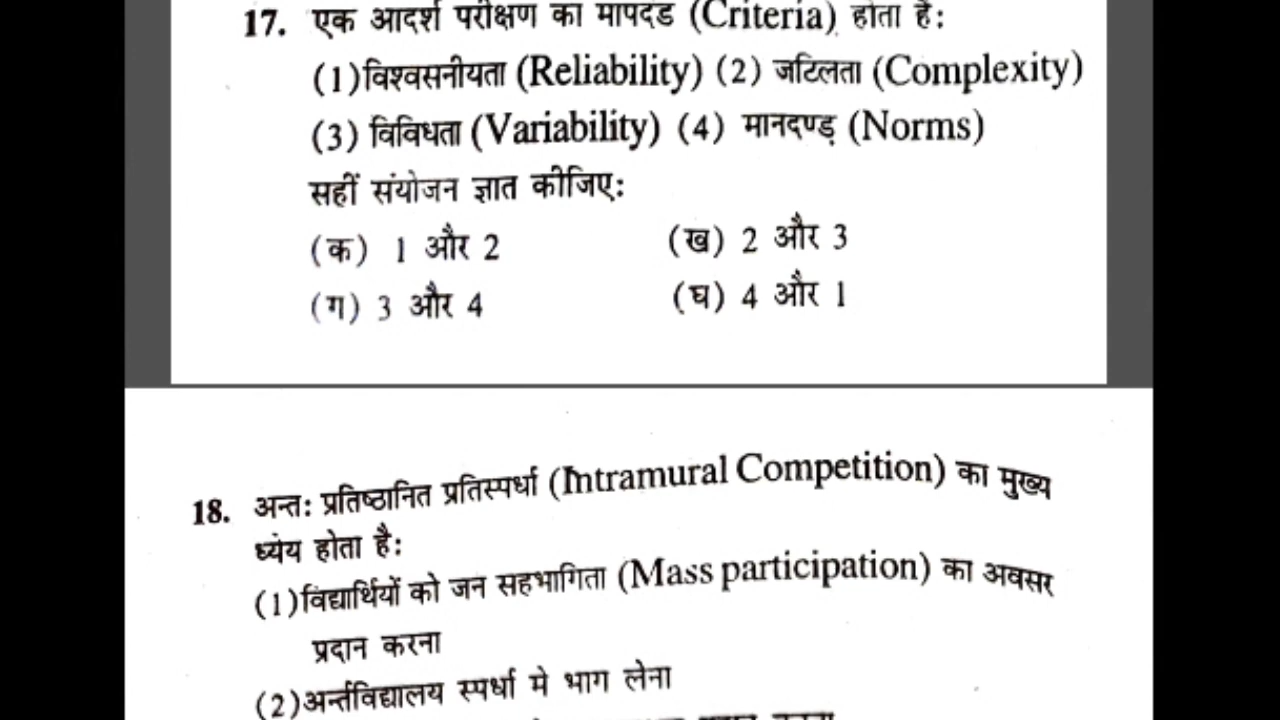 17. एक आदर्श परीक्षण का मापदंड (Criteria) होता है:
(1)विश्वसनीयता (Reliability) (2) जटिलता (Complexity)
(3) विविधता (Variability) (4) मानदण्ड़ (Norms)
सहीं संयोजन ज्ञात कीजिए:
(क) 1 और 2 (ख) 2 और 3
(ग) 3 और 4 (घ) 4 और 1
18. अन्त: प्रतिष्ठानित प्रतिस्पर्धा (Intramural Competition) का मुख्य
ध्येय होता है:
(1)विद्यार्थियों को जन सहभागिता (Mass participation) का अवसर
प्रदान करना
(2)अर्न्तविद्यालय स्पर्धा मे भाग लेना